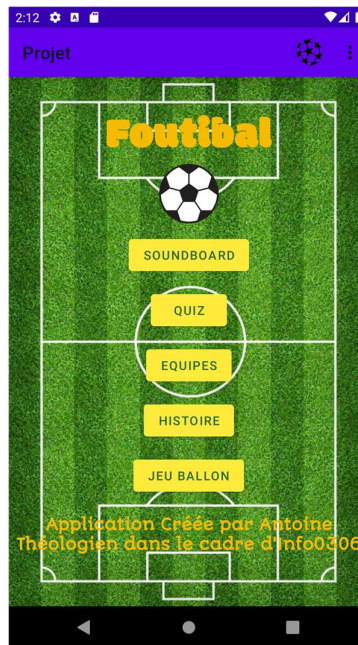 2:12
Projet
Foutibal
SOUNDBOARD
QUIZ
EQUIPES
HISTOIRE
JEU BALLON
Application Créée par Antoine
Théologien dans le cadre d'Info0306